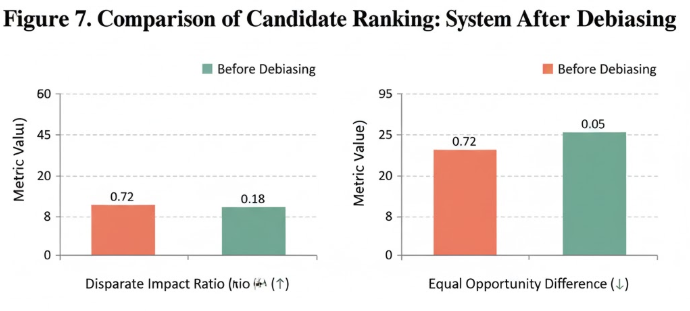 Figure 7. Comparison of Candidate Ranking: System After Debiasing
Before Debiasing
Metric Value)
60
45
20
8
0
0.72
0.18
Disparate Impact Ratio (↑)
Before Debiasing
Metric Value)
95
25
20
8
0
0.72
0.05
Equal Opportunity Difference (↓)